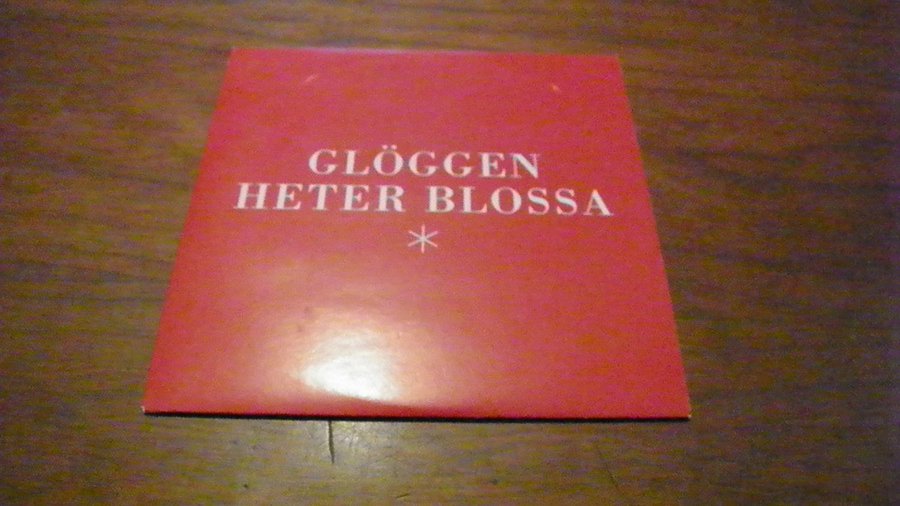 GLÖGGEN
HETER BLOSSA
*